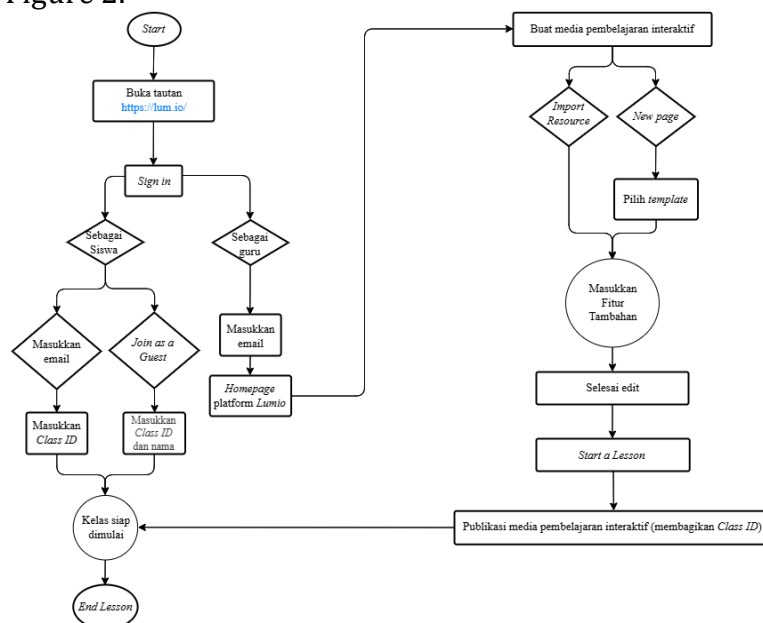 Figure 2.
Start
Buka tautan
https://lum.io/
Sign in
Sebagai
Siswa
Sebagai
guru
Masukkan
email
Join as a
Guest
Masukkan
email
Masukkan
Class ID
Masukkan
Class ID
dan nama
Homepage
platform Lumio
Kelas siap
dimulai
End Lesson
Buat media pembelajaran interaktif
Import
Resource
New page
Pilih template
Masukkan
Fitur
Tambahan
Selesai edit
Start a Lesson
Publikasi media pembelajaran interaktif (membagikan Class ID)